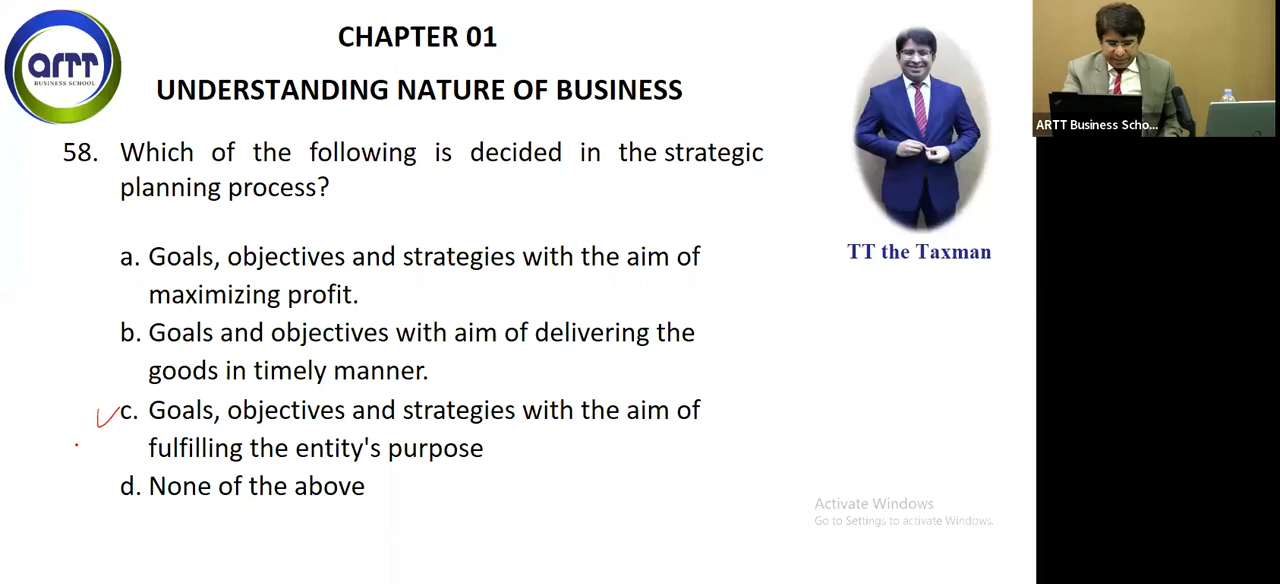 ARTT
BUSINESS SCHOOL
CHAPTER 01
UNDERSTANDING NATURE OF BUSINESS
58. Which of the following is decided in the strategic
planning process?
a. Goals, objectives and strategies with the aim of
maximizing profit.
b. Goals and objectives with aim of delivering the
goods in timely manner.
c. Goals, objectives and strategies with the aim of
fulfilling the entity's purpose
d. None of the above
TT the Taxman
ARTT Business Scho...
Activate Windows
Go to Settings to activate Windows.